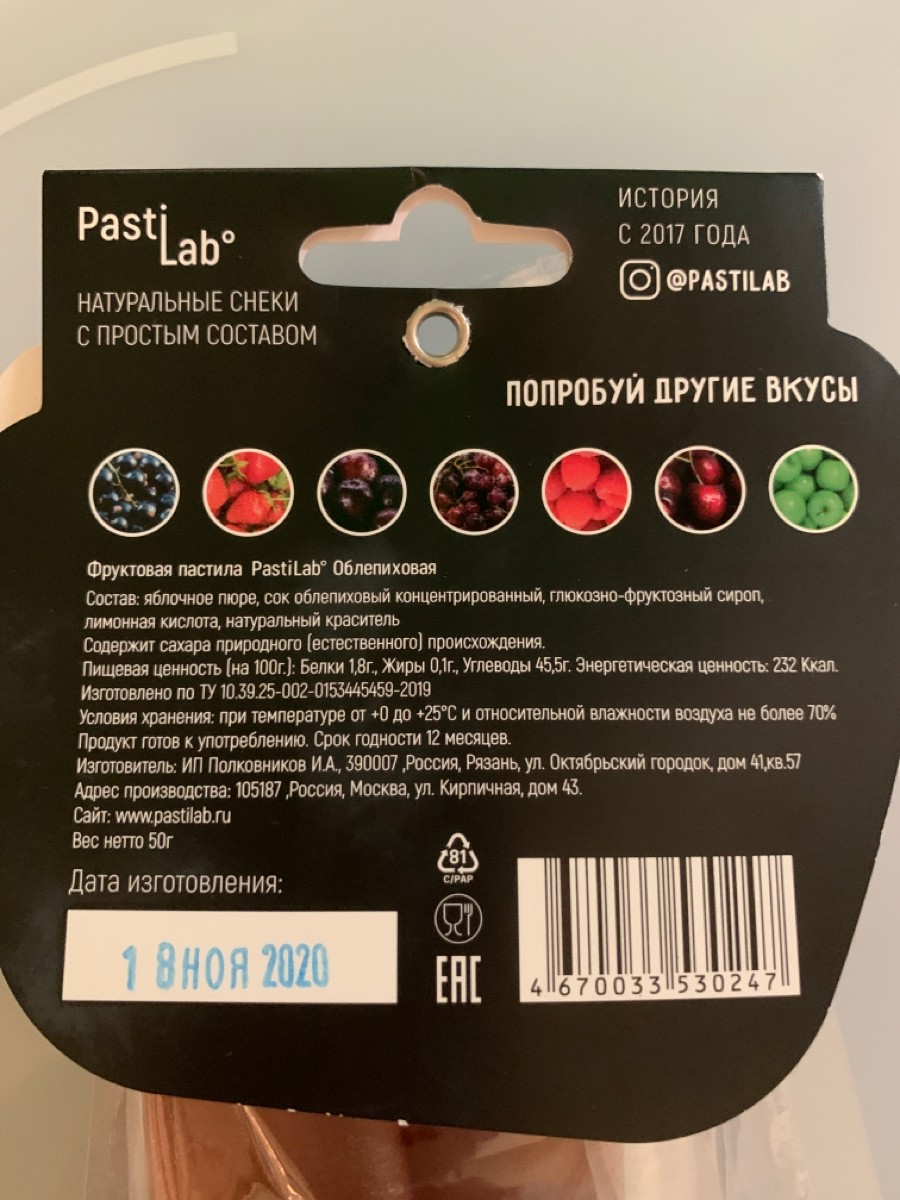 Pasti
Lab°
НАТУРАЛЬНЫЕ СНЕКИ
С ПРОСТЫМ СОСТАВОМ
ИСТОРИЯ
С 2017 ГОДА
@PASTILAB
ПОПРОБУЙ ДРУГИЕ ВКУСЫ
Фруктовая пастила PastiLab° Облепиховая
Состав: яблочное пюре, сок облепиховый концентрированный, глюкозно-фруктозный сироп,
лимонная кислота, натуральный краситель
Содержит сахара природного (естественного) происхождения.
Пищевая ценность (на 100г.): Белки 1,8г., Жиры 0,1г., Углеводы 45,5г. Энергетическая ценность: 232 Ккал.
Изготовлено по ТУ 10.39.25-002-0153445459-2019
Условия хранения: при температуре от +0 до +25°С и относительной влажности воздуха не более 70%
Продукт готов к употреблению. Срок годности 12 месяцев.
Изготовитель: ИП Полковников И.А., 390007 ,Россия, Рязань, ул. Октябрьский городок, дом 41,кв.57
Адрес производства: 105187 ,Россия, Москва, ул. Кирпичная, дом 43.
Сайт: www.pastilab.ru
Вес нетто 50г
Дата изготовления:
18 НОЯ 2020
81
C/PAP
EAC
4 670033 530247